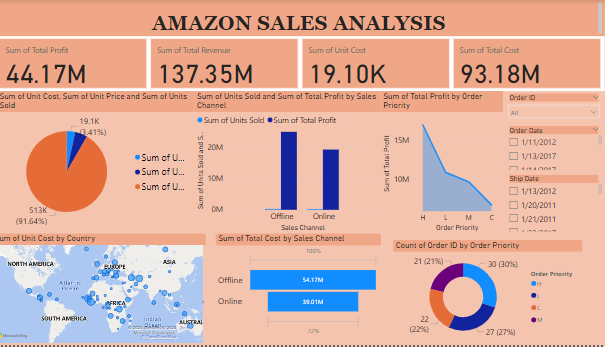 AMAZON SALES ANALYSIS
Sum of Total Profit
44.17M
Sum of Total Revenue
137.35M
Sum of Unit Cost
19.10K
Sum of Total Cost
93.18M
Sum of Unit Cost, Sum of Unit Price and Sum of Units
Sold
19.1K
(3.41%)
513K
(91.64%)
Sum of U...
Sum of U...
Sum of U...
Sum of Units Sold and Sum of Total Profit by Sales
Channel
Sum of Units Sold
Sum of Total Profit
Sum of Units Sold and S...
20M
10M
0M
Offline
Online
Sales Channel
Sum of Total Profit by Order
Priority
Sum of Total Profit
15M
10M
H
L
M
C
Order Priority
Order ID
All
Order Date
1/11/2012
1/13/2017
1/14/2017
Ship Date
1/13/2012
1/20/2011
1/21/2011
um of Unit Cost by Country
NORTH AMERICA
EUROPE
ASIA
Atlantic
Ocean
AFRICA
SOUTH AMERICA
Indian
Ocean
AUSTRAL
Sum of Total Cost by Sales Channel
100%
Offline
54.17M
Online
39.01M
72%
Count of Order ID by Order Priority
21 (21%)
30 (30%)
22
(22%)
27 (27%)
Order Priority
H
L
C
M